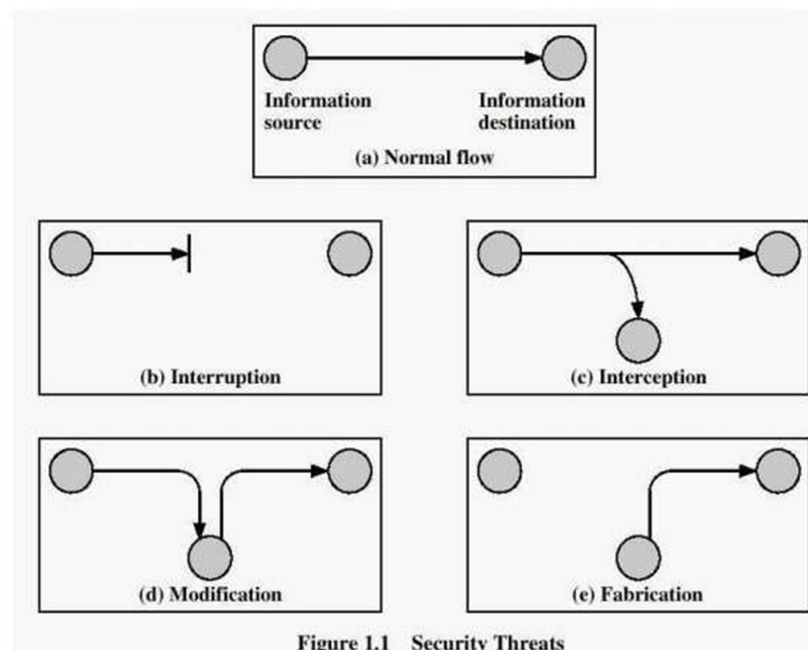 Information
source
Information
destination
(a) Normal flow
(b) Interruption
(c) Interception
(d) Modification
(e) Fabrication
Figure 1.1 Security Threats